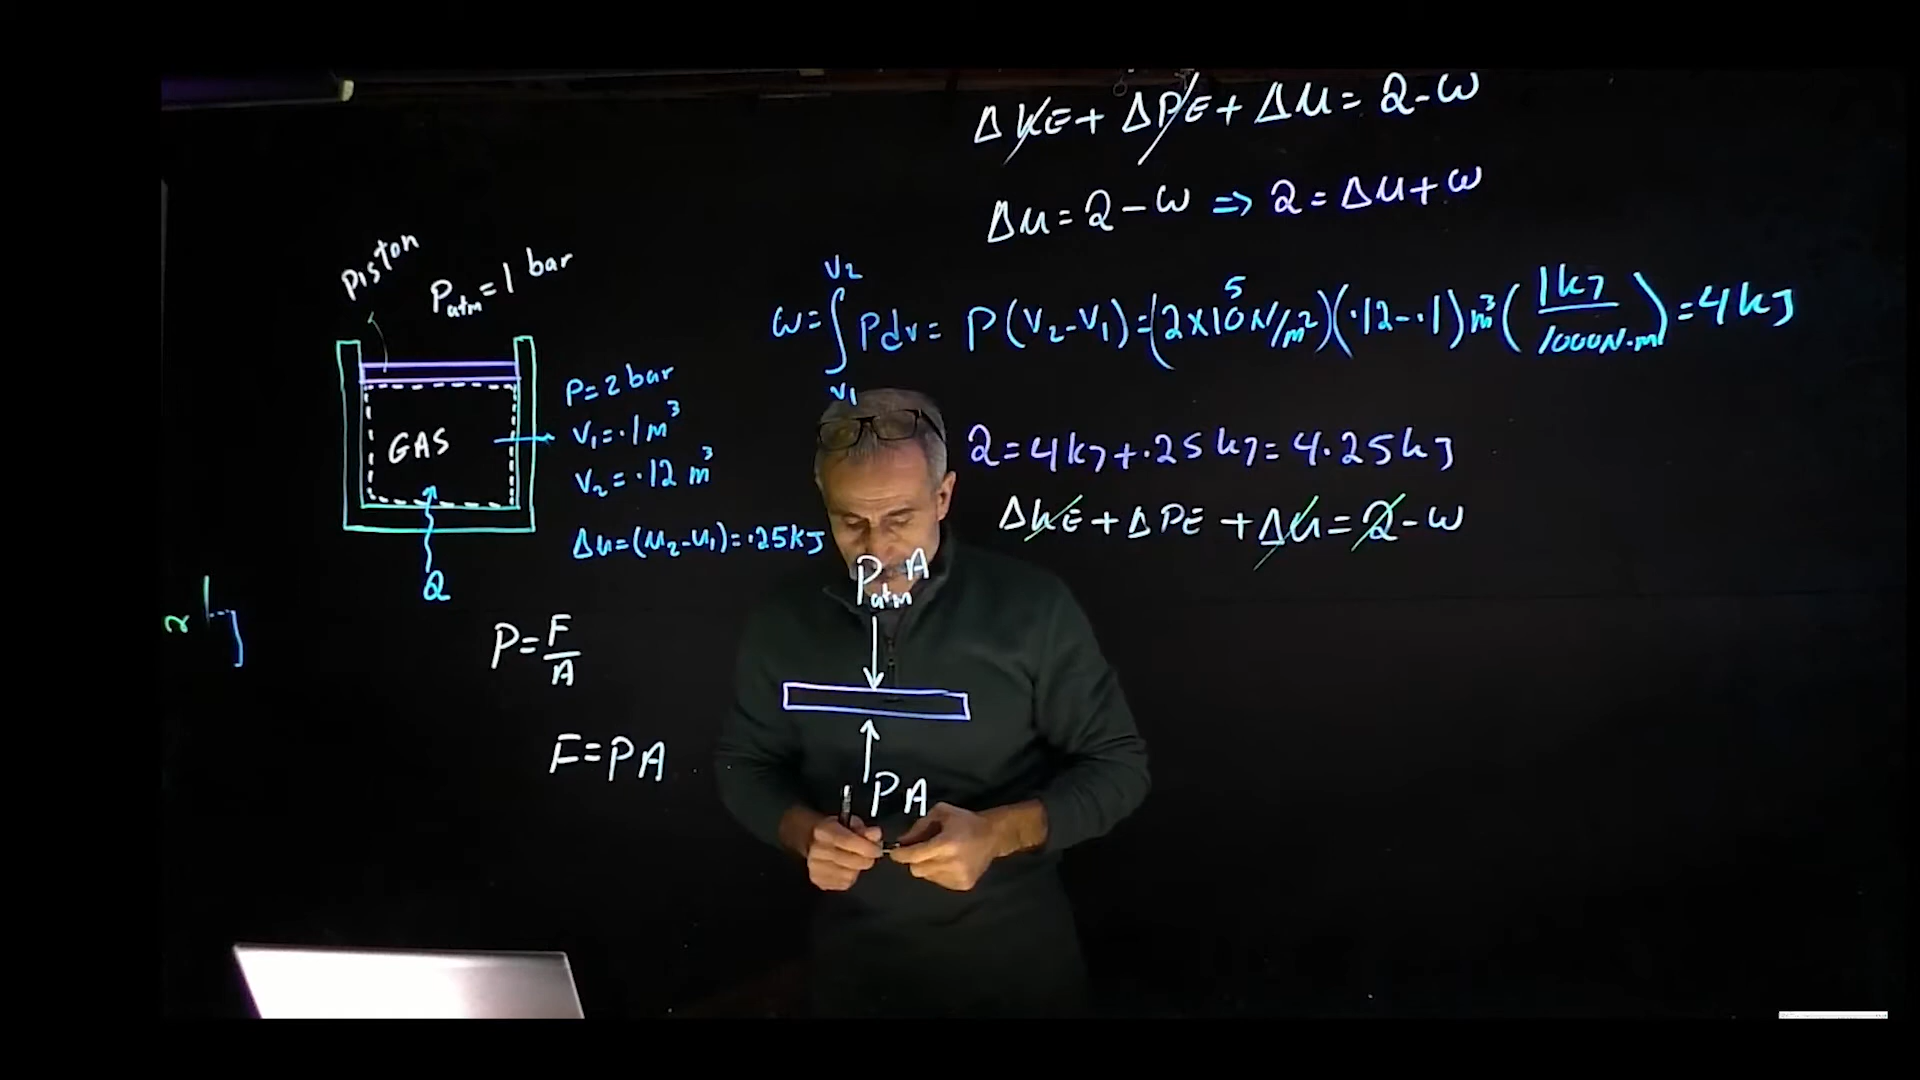 ΔKE + ΔPE + ΔU = Q - W
ΔU = Q - W => Q = ΔU + W
piston
Patm = 1 bar
W = ∫ V1 V2 Pdv = P(V2-V1) = (2x10^5 N/m^2)(.12-.1)m^3 (1kJ/1000N.m) = 4kJ
P = 2 bar
V1 = .1m^3
V2 = .12 m^3
GAS
ΔU = (U2-U1) = .25kJ
Q
Q = 4kJ + .25kJ = 4.25kJ
ΔKE + ΔPE + ΔU = Q - W
PatmA
P = F/A
F = PA
PA